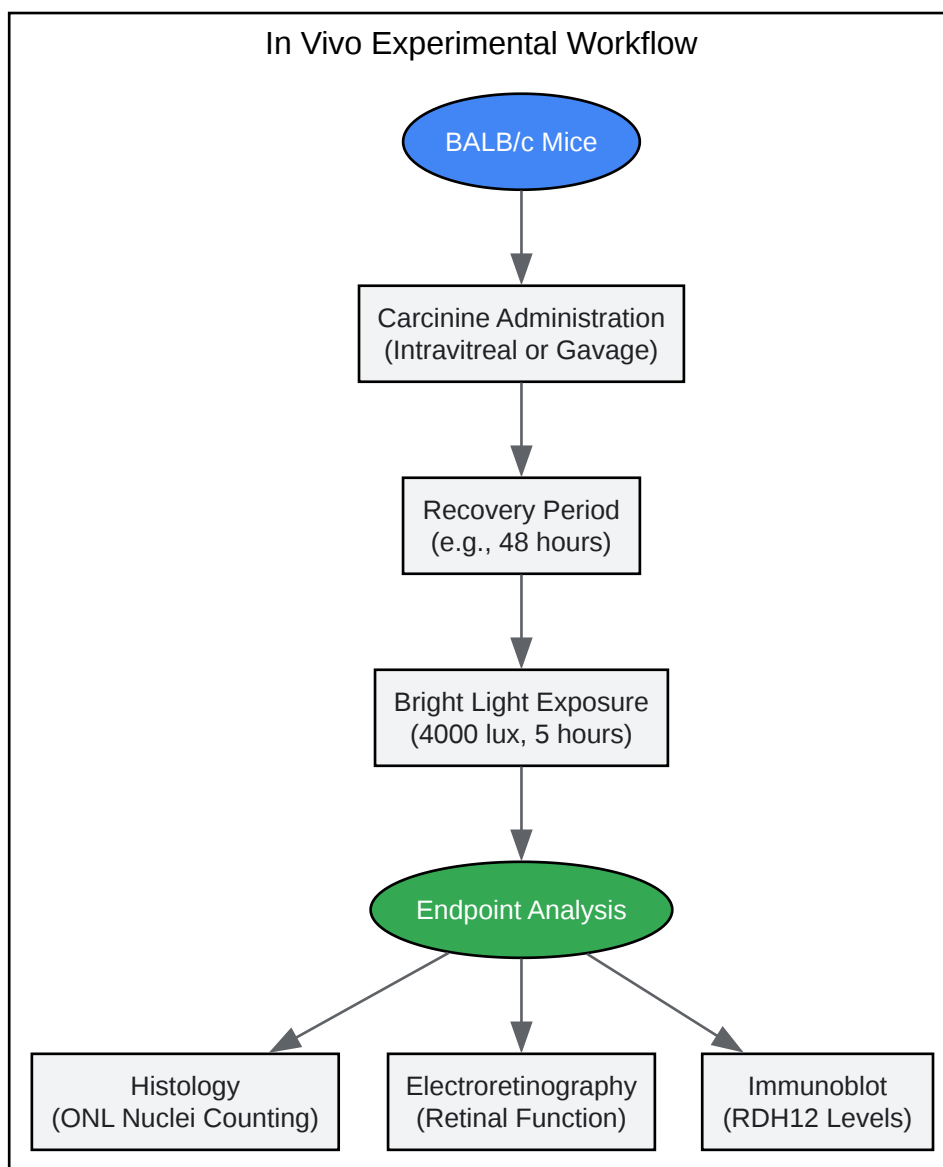 In Vivo Experimental Workflow
BALB/c Mice
Carcinine Administration
(Intravitreal or Gavage)
Recovery Period
(e.g., 48 hours)
Bright Light Exposure
(4000 lux, 5 hours)
Endpoint Analysis
Histology
(ONL Nuclei Counting)
Electroretinography
(Retinal Function)
Immunoblot
(RDH12 Levels)